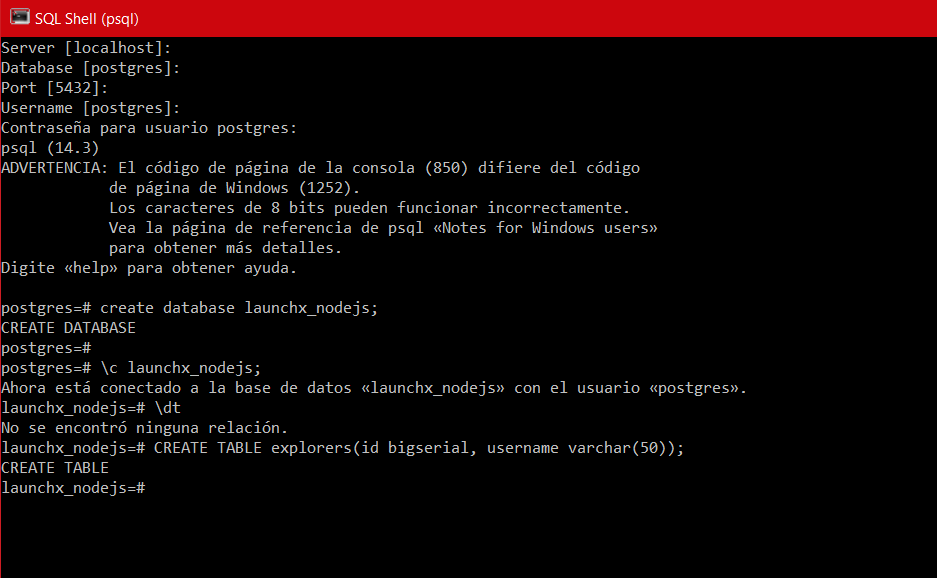 SQL Shell (psql)
Server [localhost]:
Database [postgres]:
Port [5432]:
Username [postgres]:
Contraseña para usuario postgres:
psql (14.3)
ADVERTENCIA: El código de página de la consola (850) difiere del código
            de página de Windows (1252).
            Los caracteres de 8 bits pueden funcionar incorrectamente.
            Vea la página de referencia de psql «Notes for Windows users»
            para obtener más detalles.
Digite «help» para obtener ayuda.

postgres=# create database launchx_nodejs;
CREATE DATABASE
postgres=#
postgres=# \c launchx_nodejs;
Ahora está conectado a la base de datos «launchx_nodejs» con el usuario «postgres».
launchx_nodejs=# \dt
No se encontró ninguna relación.
launchx_nodejs=# CREATE TABLE explorers(id bigserial, username varchar(50));
CREATE TABLE
launchx_nodejs=#